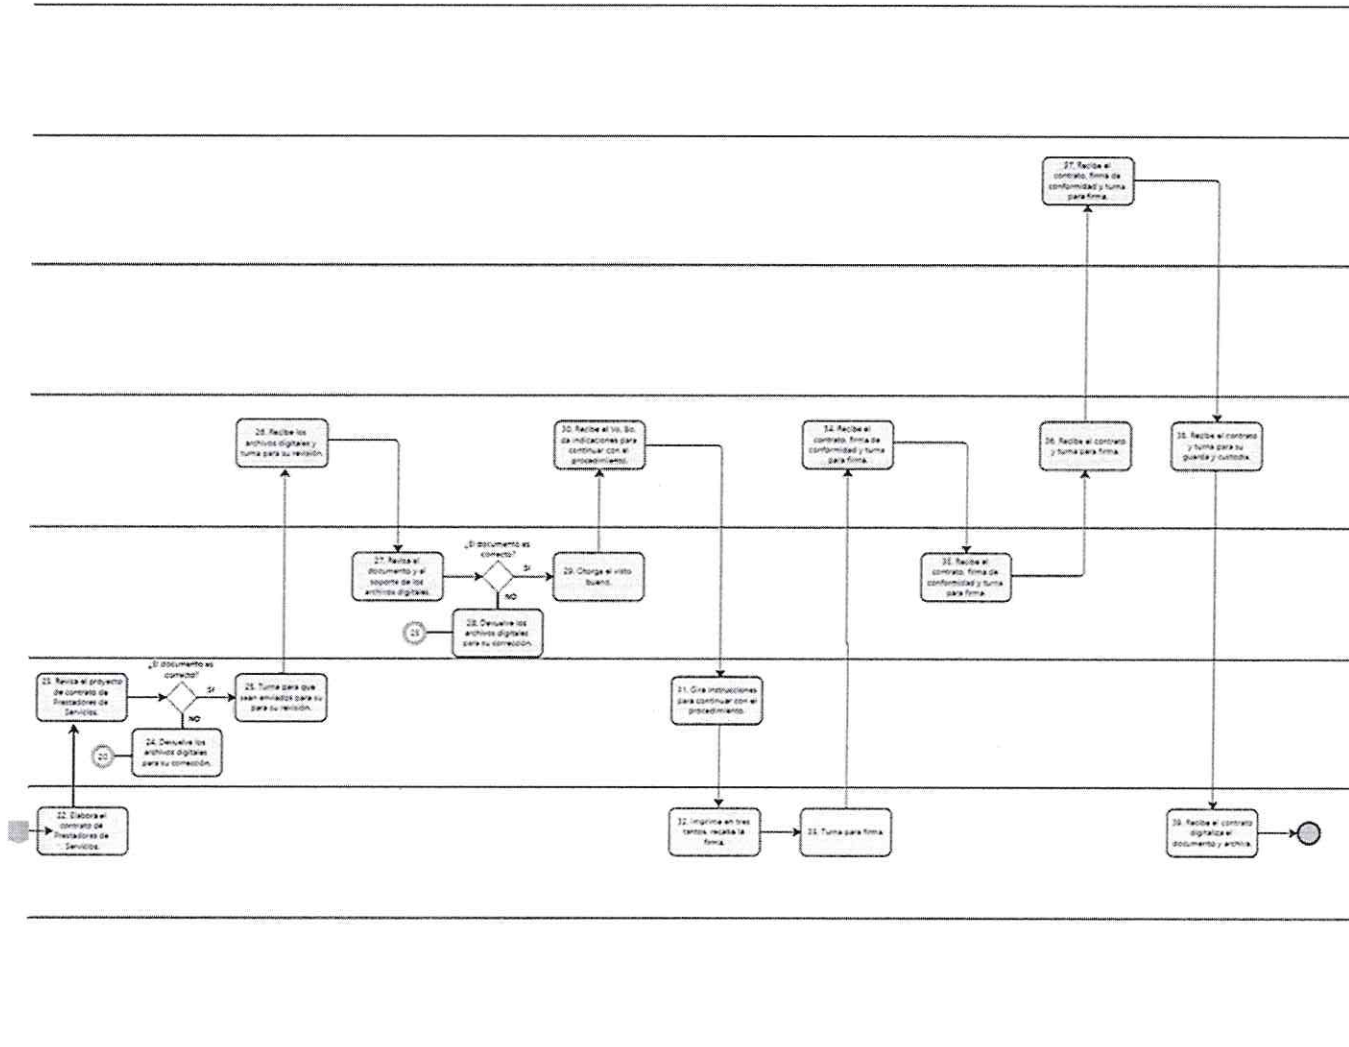 37. Recibe el
contrato, firma de
conformidad y turna
para firma.
26. Recibe los
archivos digitales y
turna para su revisión.
30. Recibe el Vo. Bo.
da indicaciones para
continuar con el
procedimiento.
34. Recibe el
contrato, firma de
conformidad y turna
para firma.
36. Recibe el contrato
y turna para firma.
38. Recibe el contrato
y turna para su
guarda y custodia.
27. Revisa el
documento y el
soporte de los
archivos digitales.
¿El documento es
correcto?
SI
NO
29. Otorga el visto
bueno.
28. Devuelve los
archivos digitales
para su corrección.
35. Recibe el
contrato, firma de
conformidad y turna
para firma.
23. Revisa el proyecto
de contrato de
Prestadores de
Servicios.
¿El documento es
correcto?
SI
NO
25. Turna para que
sean enviados para su
para su revisión.
20
24. Devuelve los
archivos digitales
para su corrección.
31. Gira instrucciones
para continuar con el
procedimiento.
22. Elabora el
contrato de
Prestadores de
Servicios.
32. Imprime en tres
tantos, recaba la
firma.
33. Turna para firma.
39. Recibe el contrato
digitaliza el
documento y archiva.